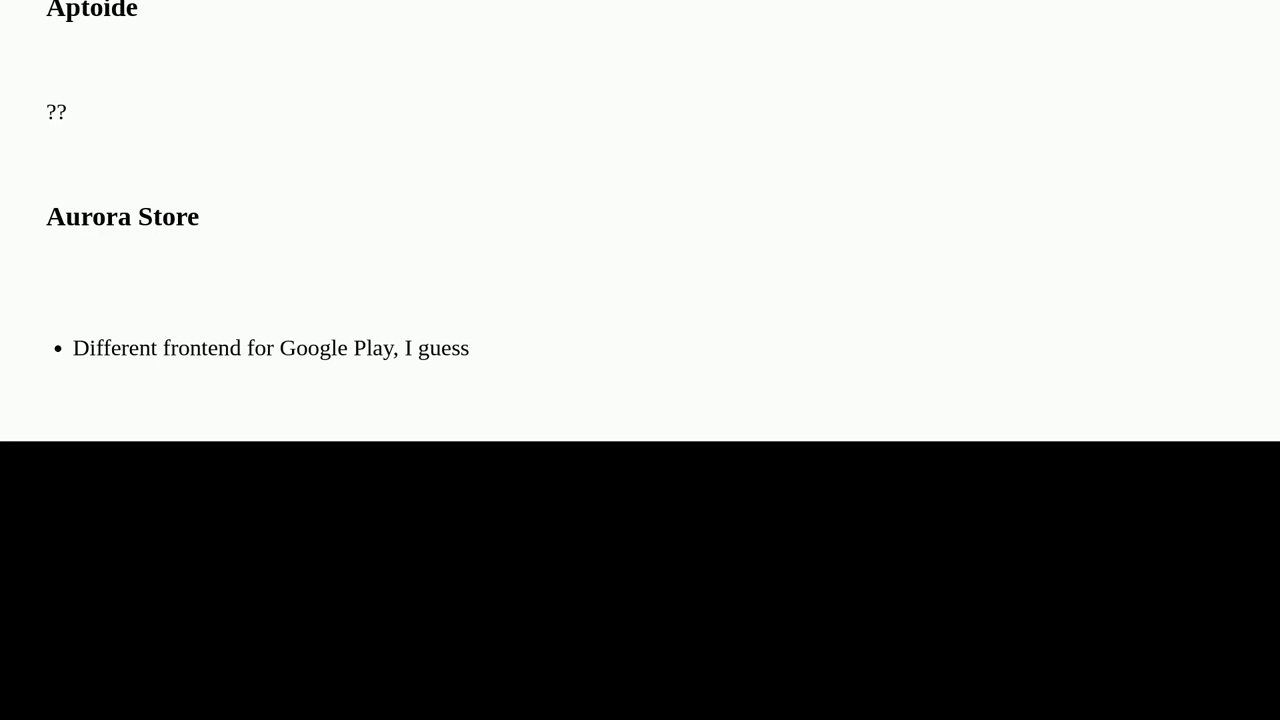 Aptoide
??
Aurora Store
• Different frontend for Google Play, I guess